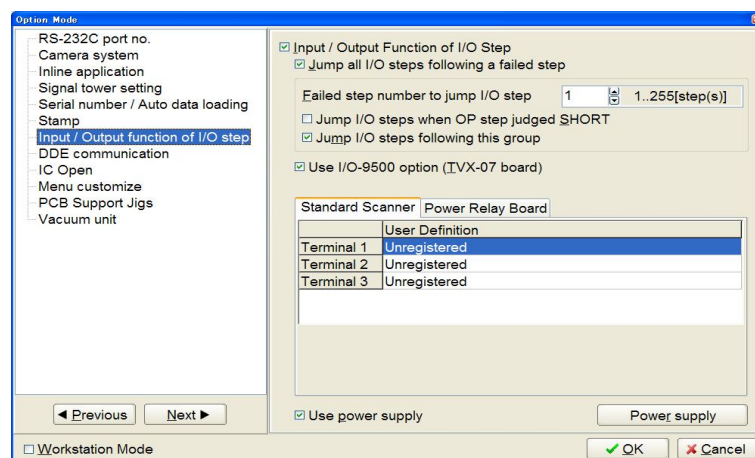 Option Mode
RS-232C port no.
Camera system
Inline application
Signal tower setting
Serial number / Auto data loading
Stamp
Input / Output function of I/O step
DDE communication
IC Open
Menu customize
PCB Support Jigs
Vacuum unit
◄ Previous
Next ►
Workstation Mode
Input / Output Function of I/O Step
Jump all I/O steps following a failed step
Failed step number to jump I/O step 1 1..255[step(s)]
Jump I/O steps when OP step judged SHORT
Jump I/O steps following this group
Use I/O-9500 option (TVX-07 board)
Standard Scanner Power Relay Board
User Definition
Terminal 1 Unregistered
Terminal 2 Unregistered
Terminal 3 Unregistered
Use power supply
Power supply
OK
Cancel